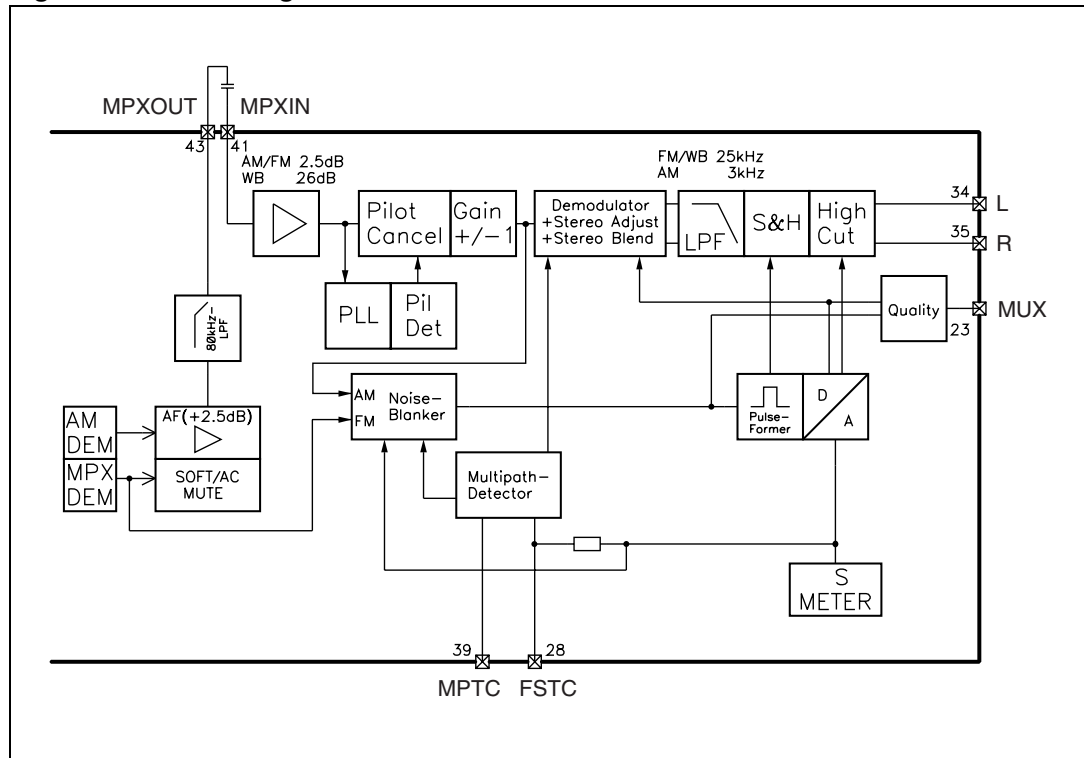 MPXOUT MPXIN
43 41
AM/FM 2.5dB
WB 26dB
Pilot
Cancel
Gain
+/-1
Demodulator
+Stereo Adjust
+Stereo Blend
FM/WB 25kHz
AM 3kHz
LPF
S&H
High
Cut
34 L
35 R
PLL
Pil
Det
80kHz-
LPF
Quality
23 MUX
AM
FM
Noise-
Blanker
Pulse-
Former
D
A
AM
DEM
AF(+2.5dB)
MPX
DEM
SOFT/AC
MUTE
Multipath-
Detector
S
METER
39 28
MPTC FSTC